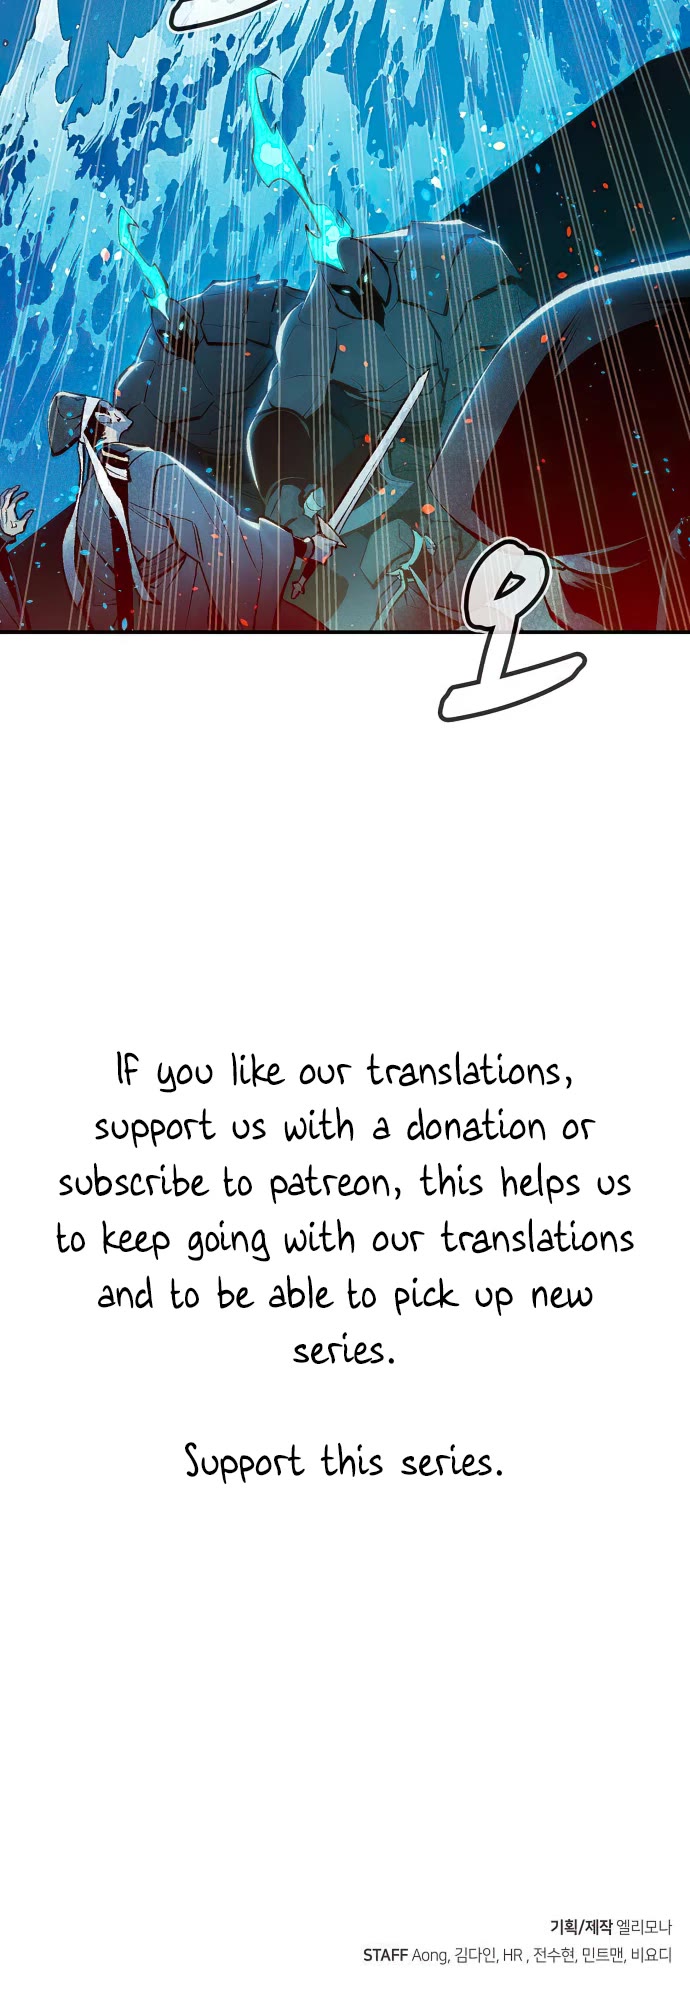 오
If you like our translations,
support us with a donation or
subscribe to patreon, this helps us
to keep going with our translations
and to be able to pick up new
series.
Support this series.
기획/제작 엘리모나
STAFF Aong, 김다인, HR , 전수현, 민트맨, 비요디